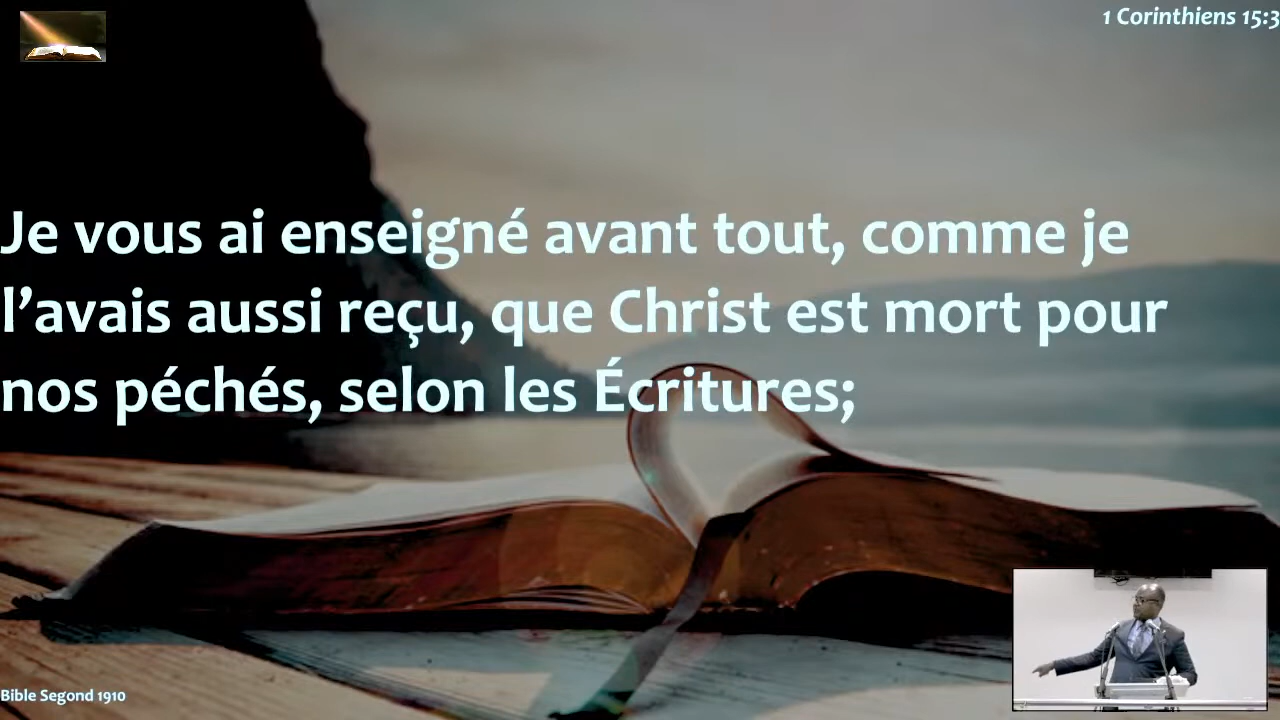 1 Corinthiens 15:3
Je vous ai enseigné avant tout, comme je
l’avais aussi reçu, que Christ est mort pour
nos péchés, selon les Écritures;
Bible Segond 1910